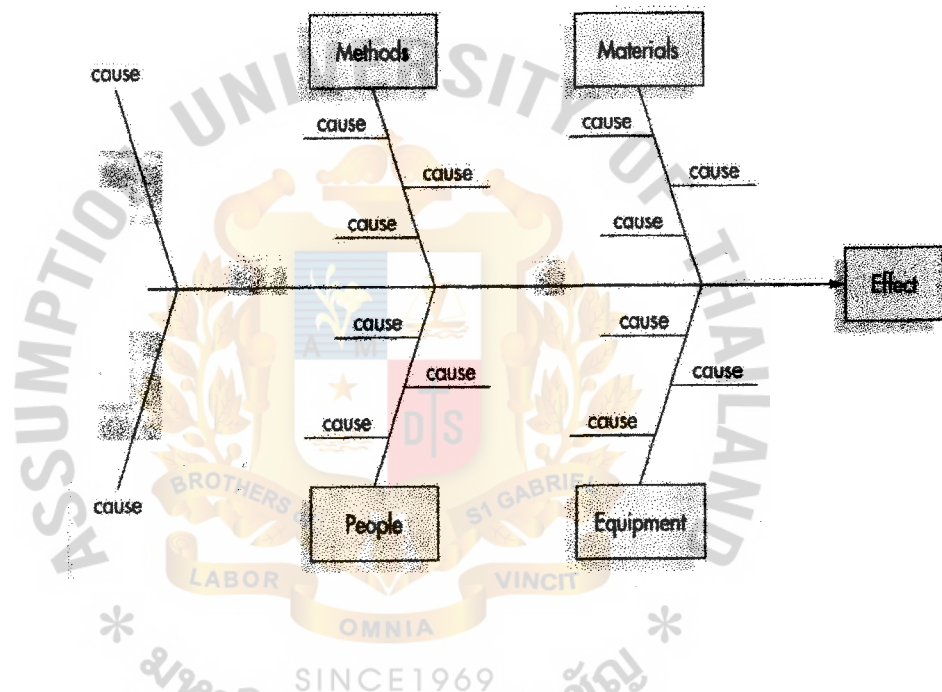 ASSUMPTION UNIVERSITY OF THAILAND
Methods
Materials
cause
cause
cause
cause
cause
cause
cause
Effect
cause
cause
cause
cause
cause
cause
cause
People
Equipment
A M
D S
BROTHERS
ST GABRIEL
LABOR
VINCIT
OMNIA
SINCE1969